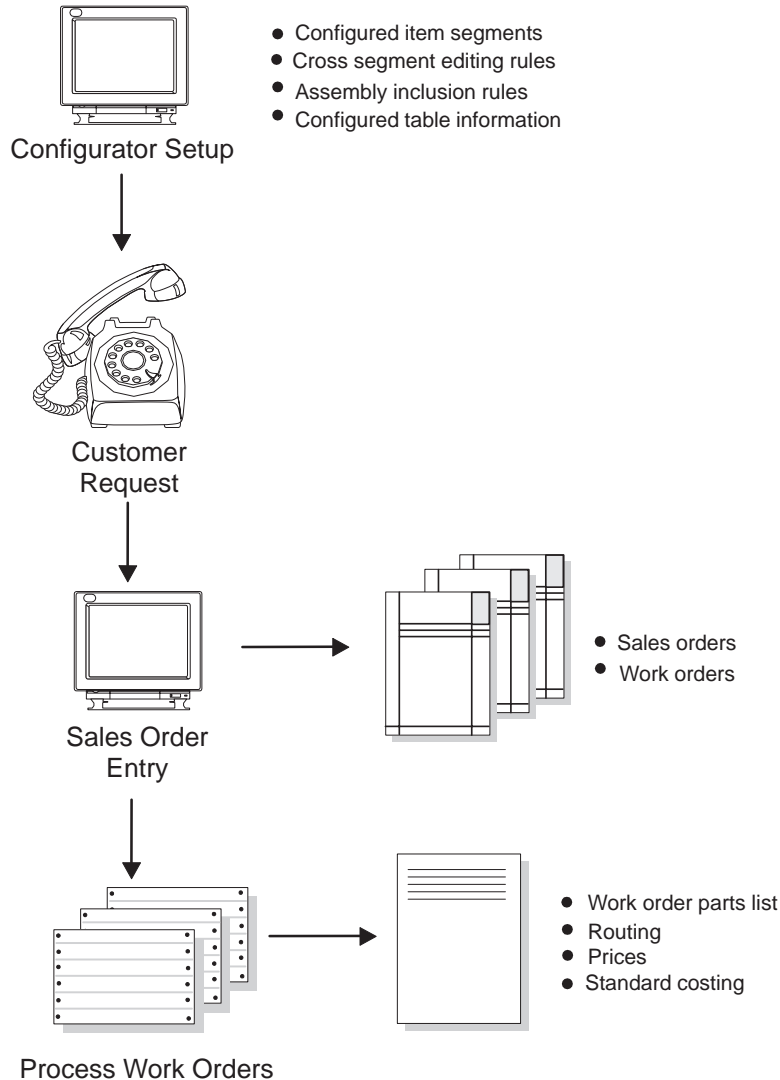 • Configured item segments
• Cross segment editing rules
• Assembly inclusion rules
• Configured table information
Configurator Setup
Customer
Request
• Sales orders
• Work orders
Sales Order
Entry
• Work order parts list
• Routing
• Prices
• Standard costing
Process Work Orders